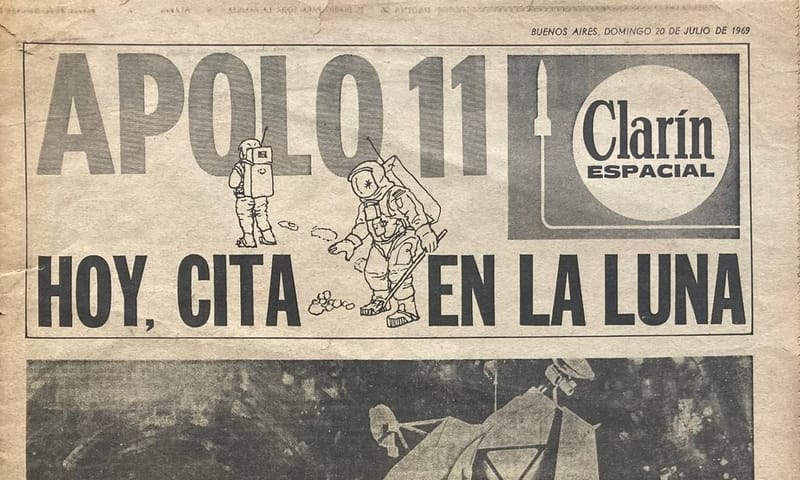 BUENOS AIRES, DOMINGO 20 DE JULIO DE 1969
APOLO 11
Clarín
ESPACIAL
HOY, CITA EN LA LUNA